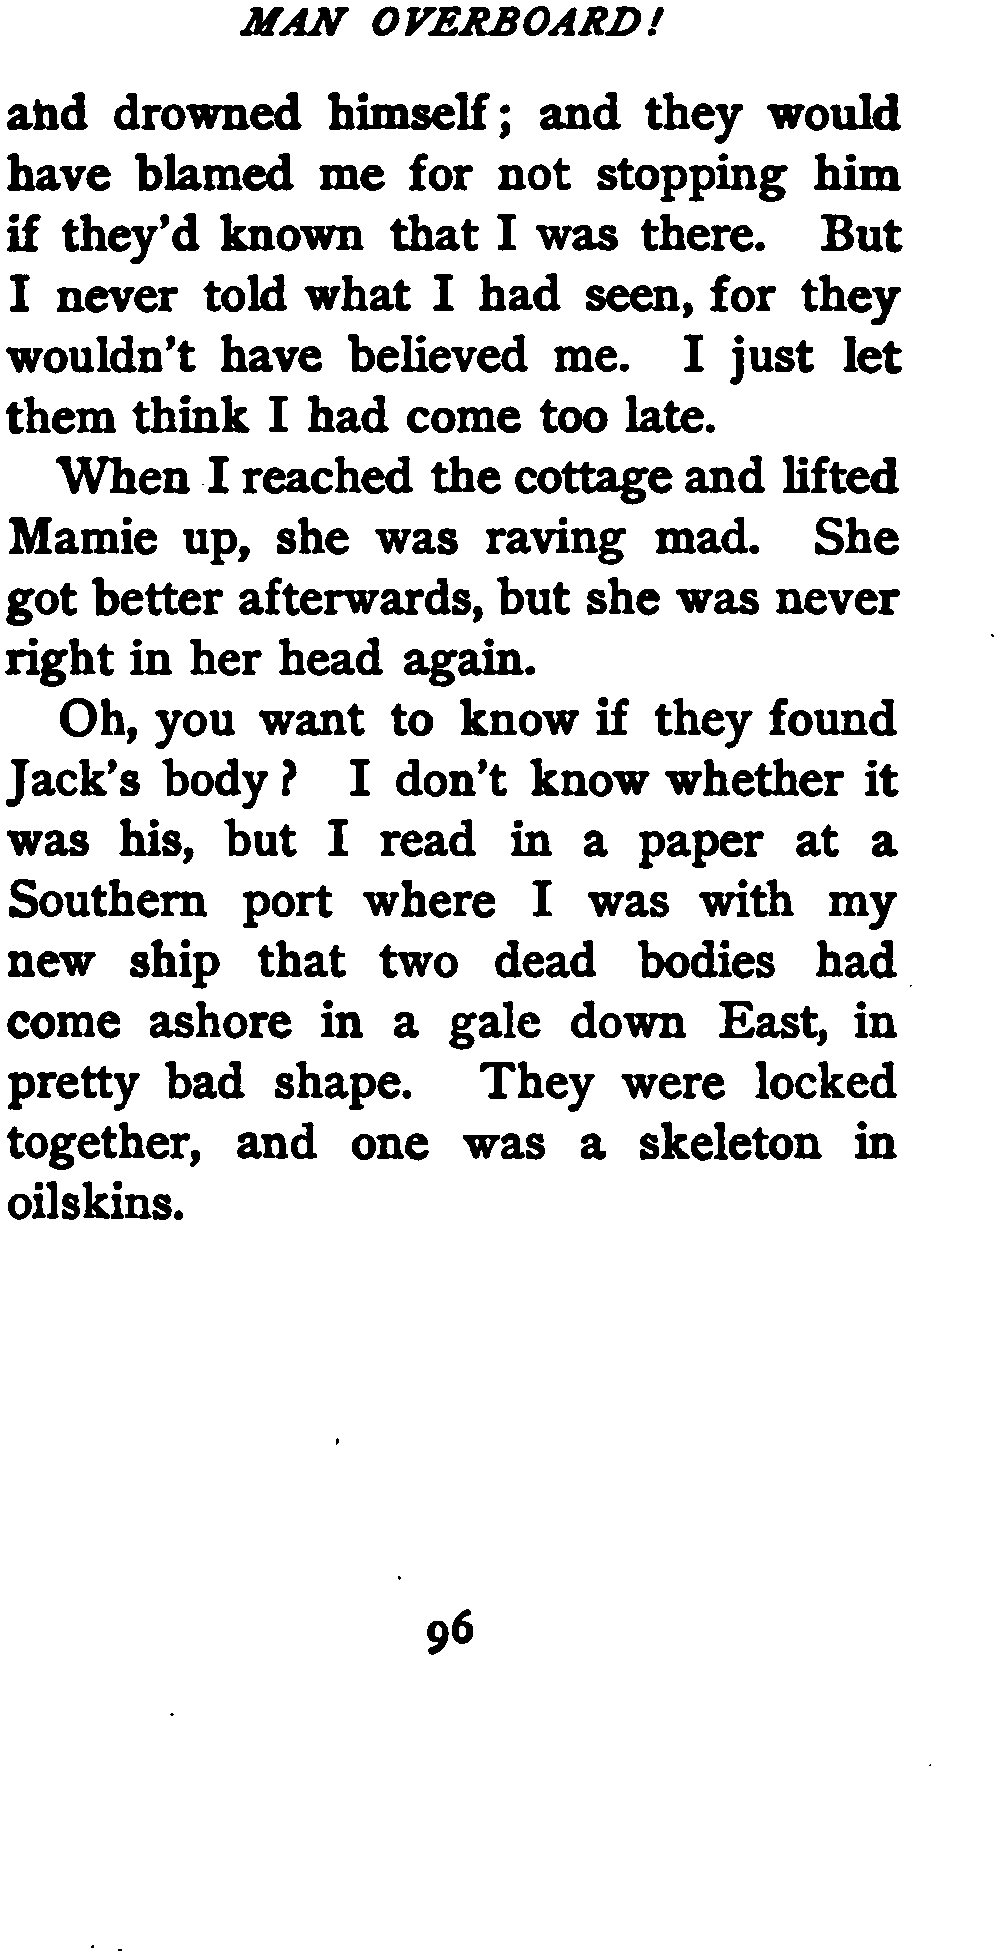 MAN OVERBOARD!
and drowned himself; and they would
have blamed me for not stopping him
if they'd known that I was there. But
I never told what I had seen, for they
wouldn't have believed me. I just let
them think I had come too late.
When I reached the cottage and lifted
Mamie up, she was raving mad. She
got better afterwards, but she was never
right in her head again.
Oh, you want to know if they found
Jack's body? I don't know whether it
was his, but I read in a paper at a
Southern port where I was with my
new ship that two dead bodies had
come ashore in a gale down East, in
pretty bad shape. They were locked
together, and one was a skeleton in
oilskins.
96